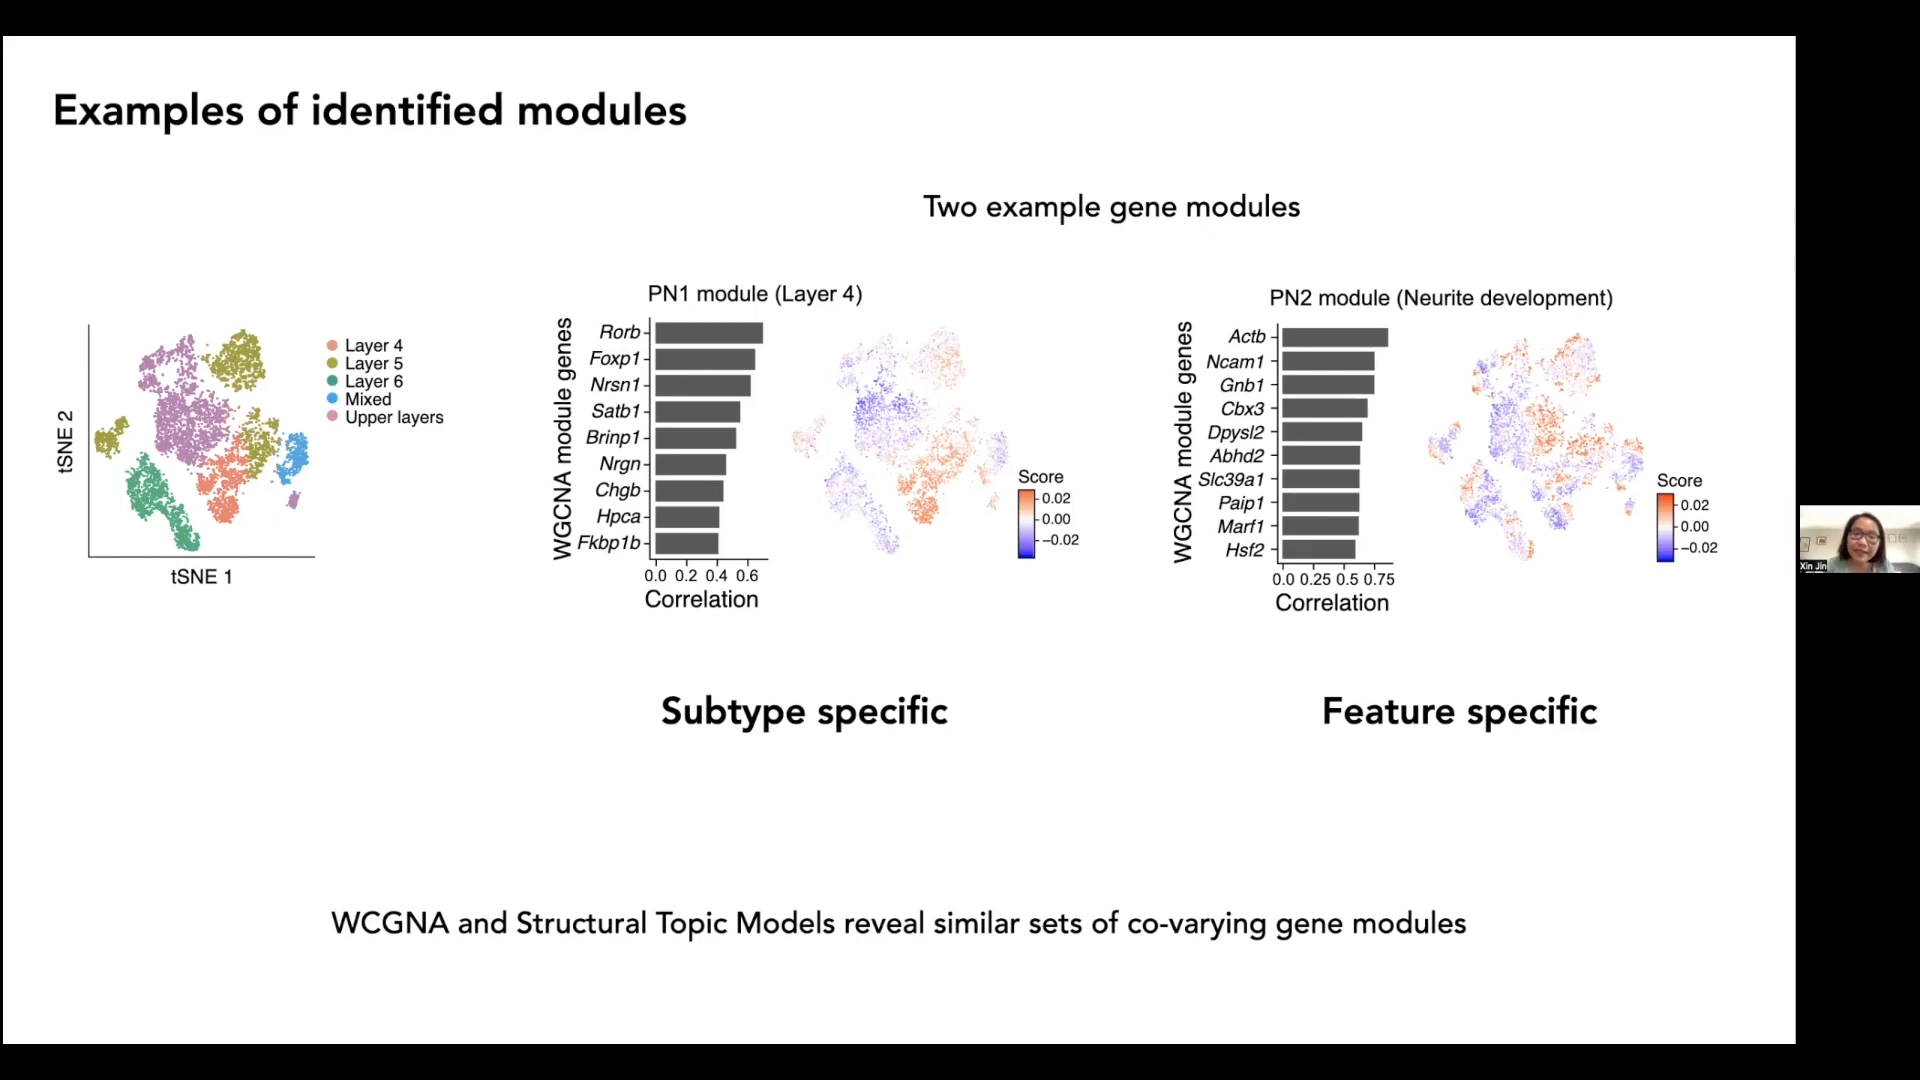 Examples of identified modules
Two example gene modules
tSNE 2
tSNE 1
Layer 4
Layer 5
Layer 6
Mixed
Upper layers
PN1 module (Layer 4)
WGCNA module genes
Rorb
Foxp1
Nrsn1
Satb1
Brinp1
Nrgn
Chgb
Hpca
Fkbp1b
0.0 0.2 0.4 0.6
Correlation
Score
0.02
0.00
−0.02
PN2 module (Neurite development)
WGCNA module genes
Actb
Ncam1
Gnb1
Cbx3
Dpysl2
Abhd2
Slc39a1
Paip1
Marf1
Hsf2
0.0 0.25 0.5 0.75
Correlation
Score
0.02
0.00
−0.02
Subtype specific
Feature specific
WCGNA and Structural Topic Models reveal similar sets of co-varying gene modules
Xin Jin